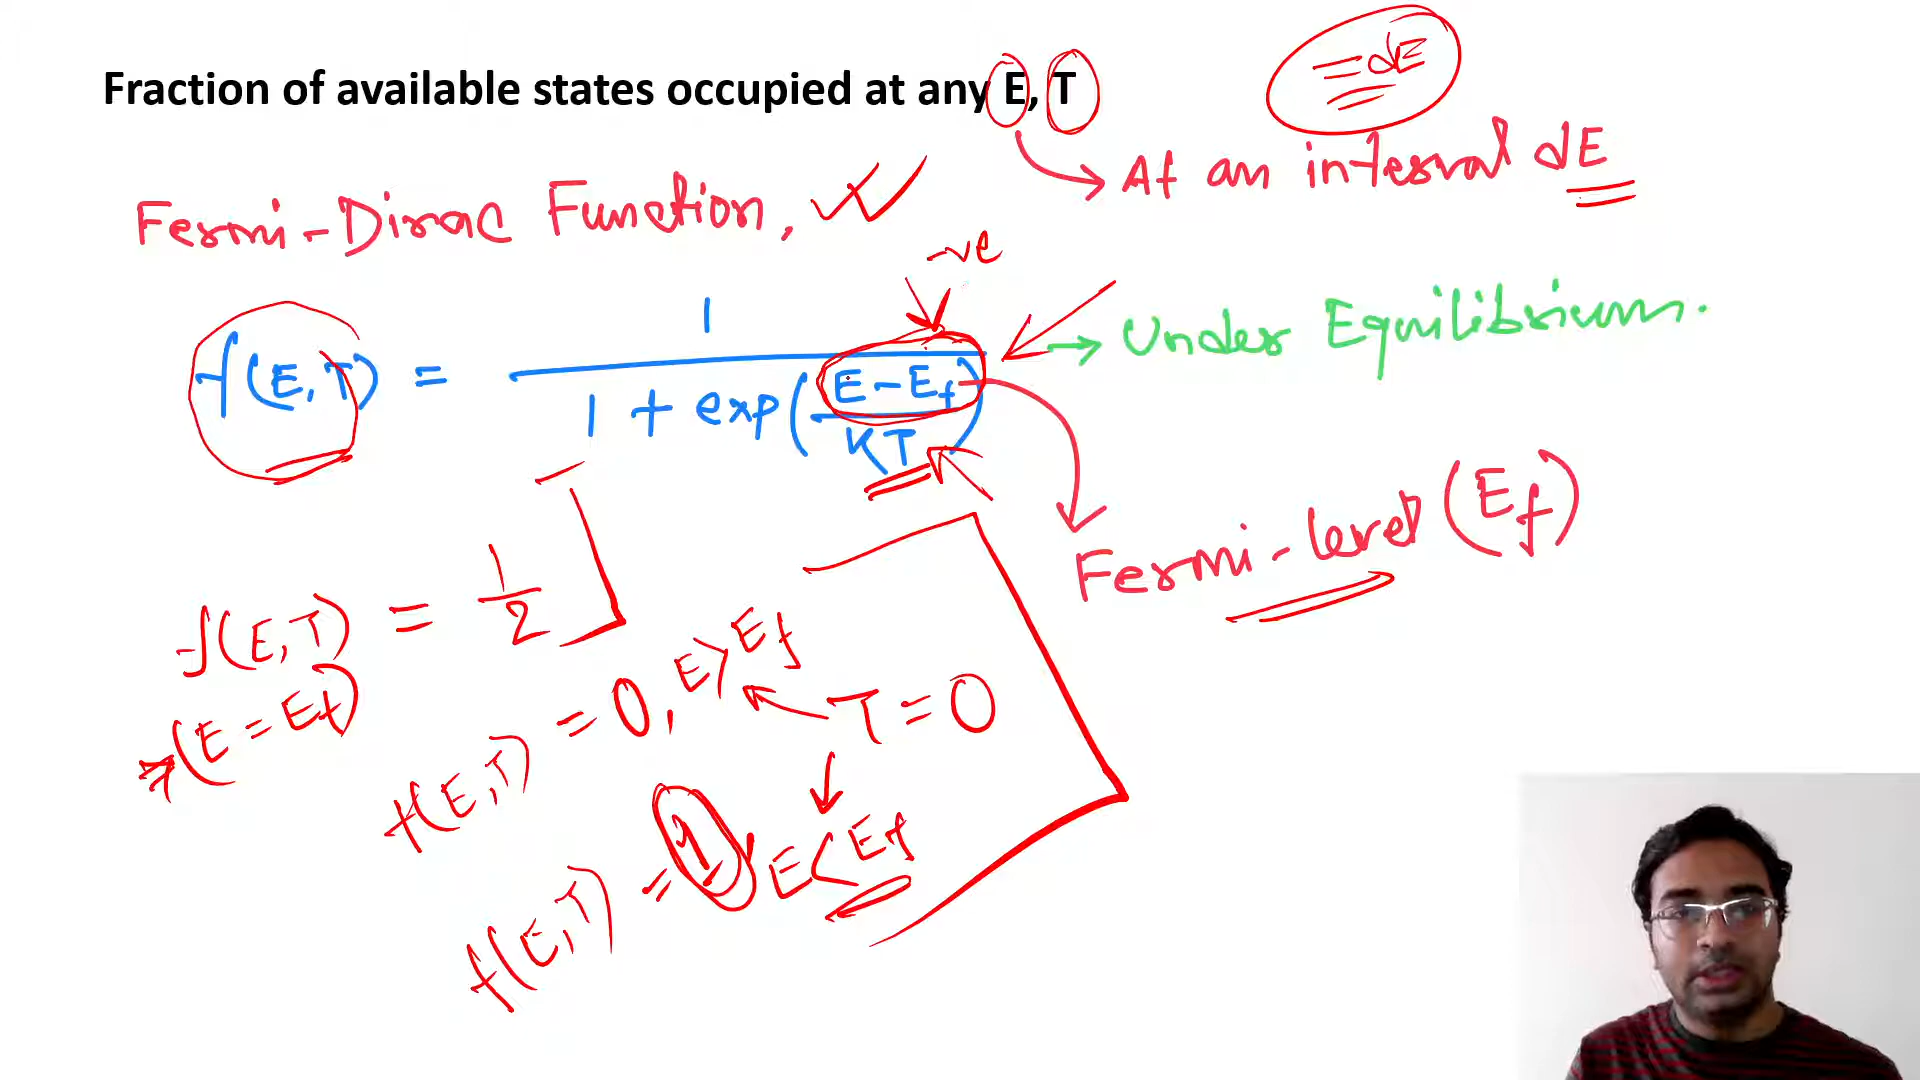 Fraction of available states occupied at any E, T
= dE
At an interval dE
Fermi-Dirac Function,
-ve
f(E,T) = 1 / 1 + exp(E - Ef / KT)
→ Under Equilibrium.
Fermi-level (Ef)
f(E,T) = 1/2
(E = Ef)
f(E,T) = 0, E > Ef
T = 0
f(E,T) = 1, E < Ef